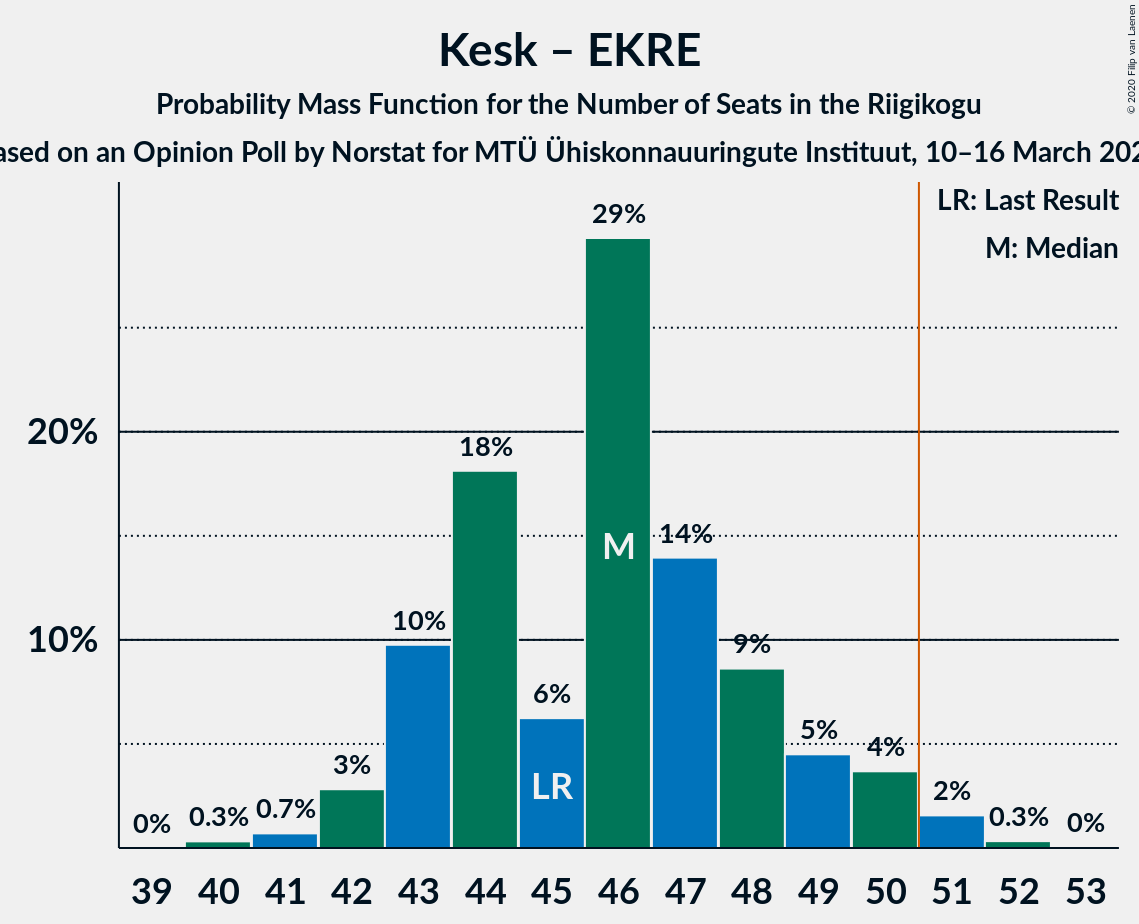 Kesk – EKRE
Probability Mass Function for the Number of Seats in the Riigikogu
ased on an Opinion Poll by Norstat for MTÜ Ühiskonnauuringute Instituut, 10–16 March 202
© 2020 Filip van Laenen
LR: Last Result
M: Median
20%
10%
0%
0.3%
0.7%
3%
10%
18%
6%
29%
14%
9%
5%
4%
2%
0.3%
0%
LR
M
39 40 41 42 43 44 45 46 47 48 49 50 51 52 53